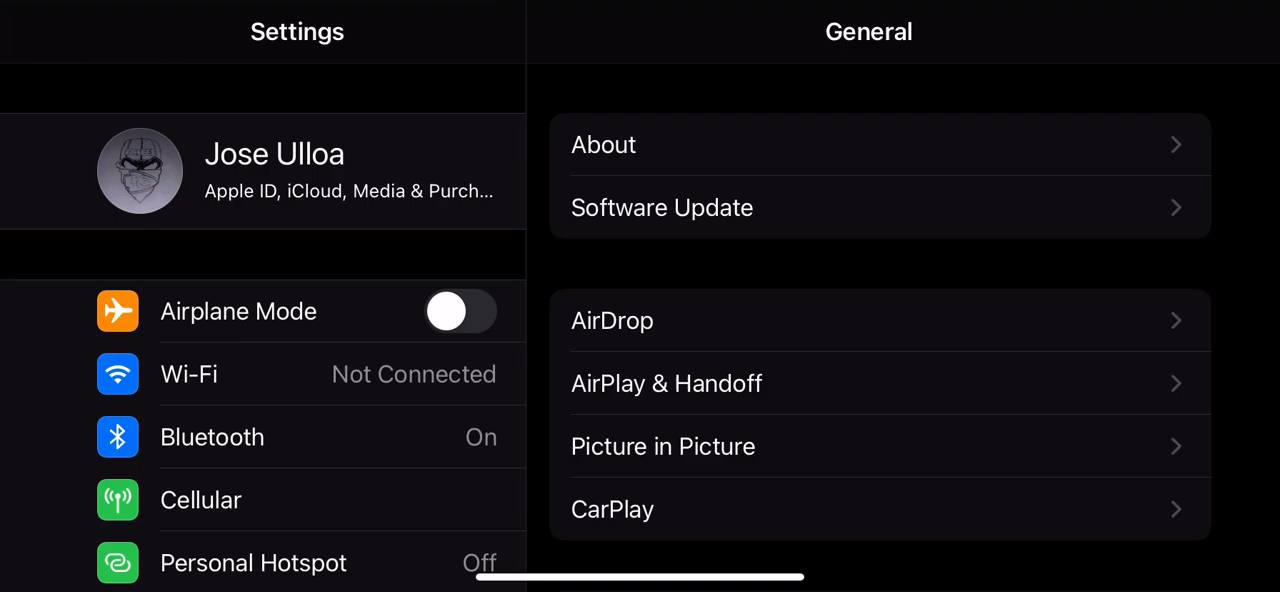 Settings
Jose Ulloa
Apple ID, iCloud, Media & Purch...
Airplane Mode
Wi-Fi Not Connected
Bluetooth On
Cellular
Personal Hotspot Off
General
About
Software Update
AirDrop
AirPlay & Handoff
Picture in Picture
CarPlay